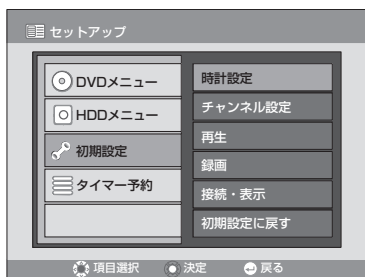 セットアップ
DVDメニュー
HDDメニュー
初期設定
タイマー予約
時計設定
チャンネル設定
再生
録画
接続・表示
初期設定に戻す
項目選択 決定 戻る